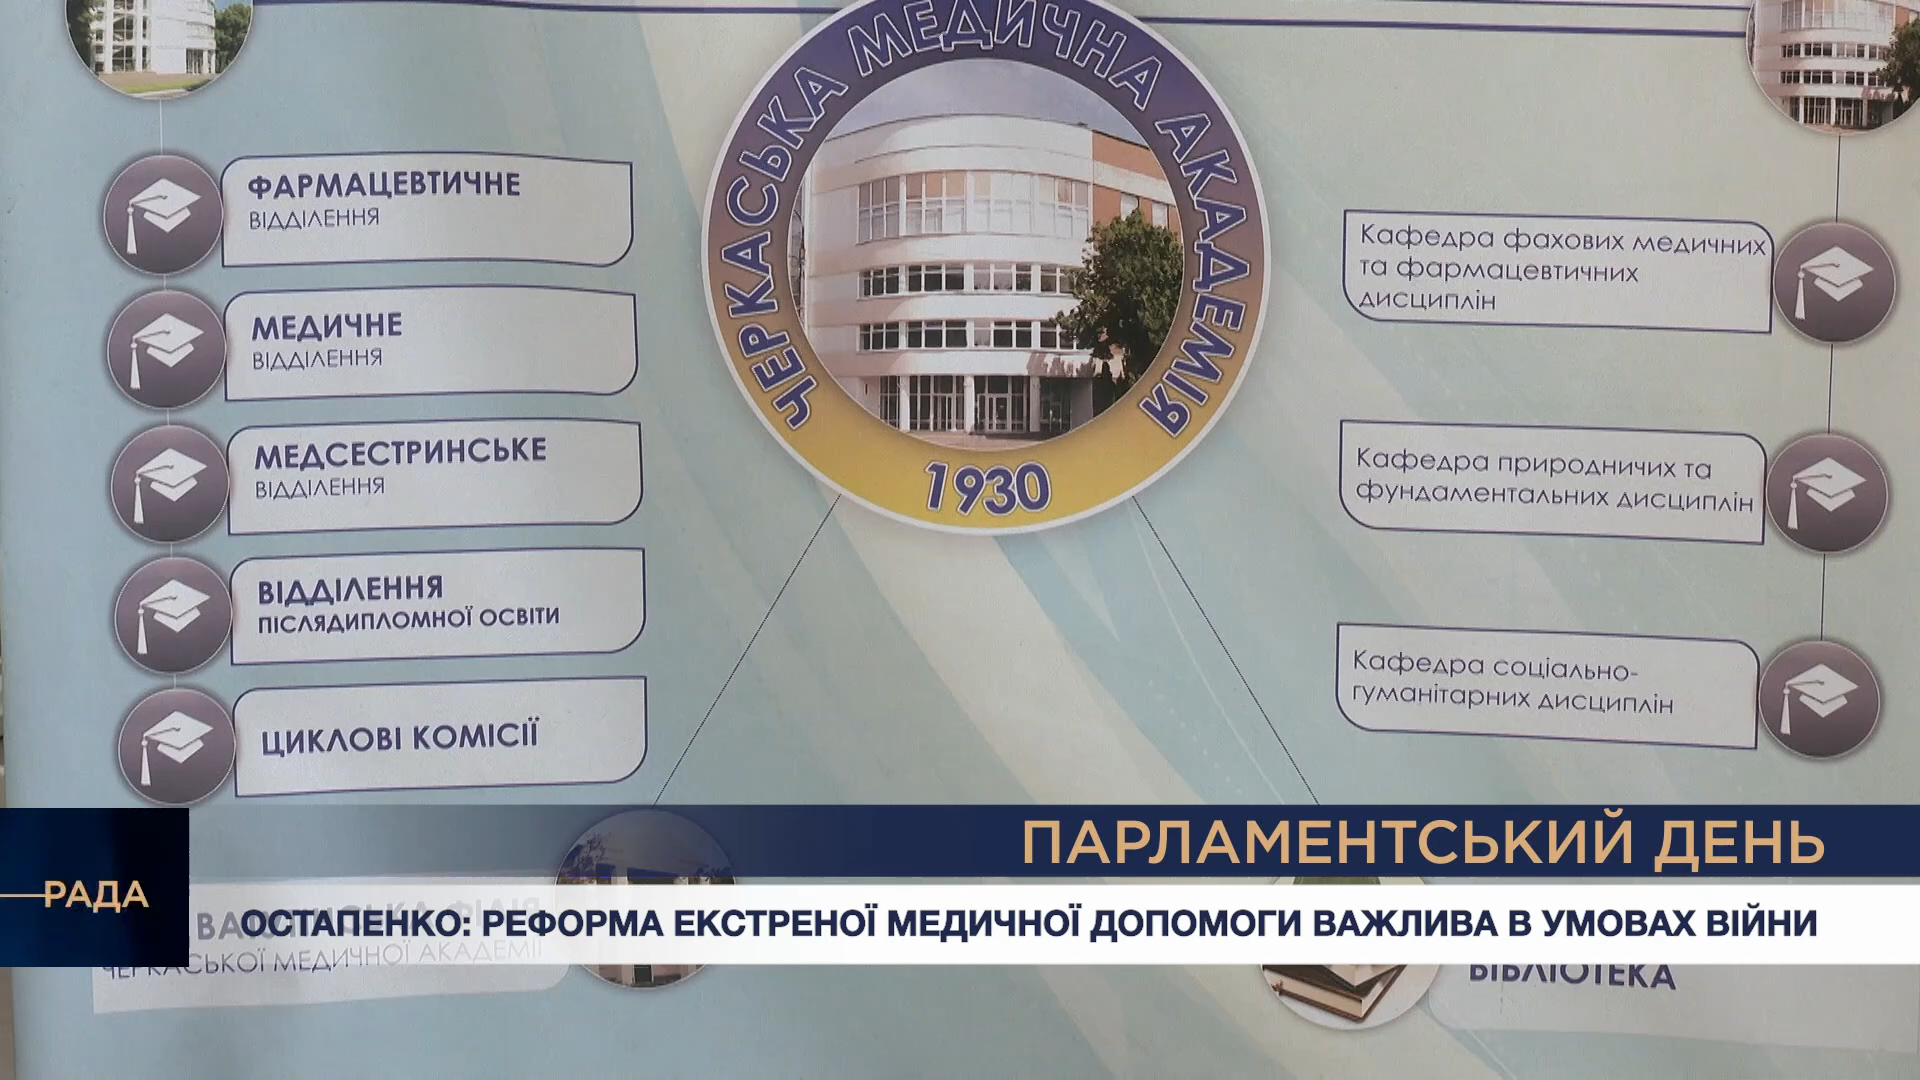 ЧЕРКАСЬКА МЕДИЧНА АКАДЕМІЯ
1930
ФАРМАЦЕВТИЧНЕ
ВІДДІЛЕННЯ
МЕДИЧНЕ
ВІДДІЛЕННЯ
МЕДСЕСТРИНСЬКЕ
ВІДДІЛЕННЯ
ВІДДІЛЕННЯ
ПІСЛЯДИПЛОМНОЇ ОСВІТИ
ЦИКЛОВІ КОМІСІЇ
Кафедра фахових медичних
та фармацевтичних
дисциплін
Кафедра природничих та
фундаментальних дисциплін
Кафедра соціально-
гуманітарних дисциплін
ПАРЛАМЕНТСЬКИЙ ДЕНЬ
РАДА
ОСТАПЕНКО: РЕФОРМА ЕКСТРЕНОЇ МЕДИЧНОЇ ДОПОМОГИ ВАЖЛИВА В УМОВАХ ВІЙНИ
ФІЛІЯ
ЧЕРКАСЬКОЇ МЕДИЧНОЇ АКАДЕМІЇ
БІБЛІОТЕКА